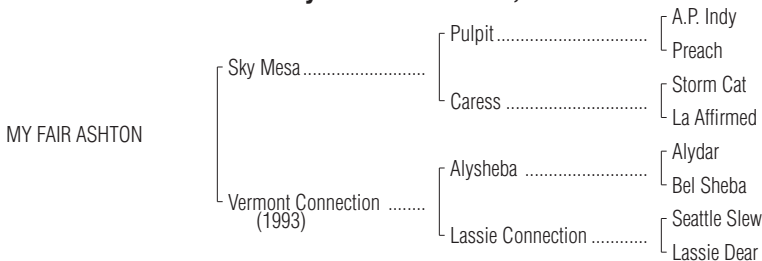 A.P. Indy
Pulpit..................................
Preach
Sky Mesa...........................
Storm Cat
Caress ................................
La Affirmed
MY FAIR ASHTON
Alydar
Alysheba ...........................
Bel Sheba
Vermont Connection ........
(1993)
Seattle Slew
Lassie Connection ............
Lassie Dear